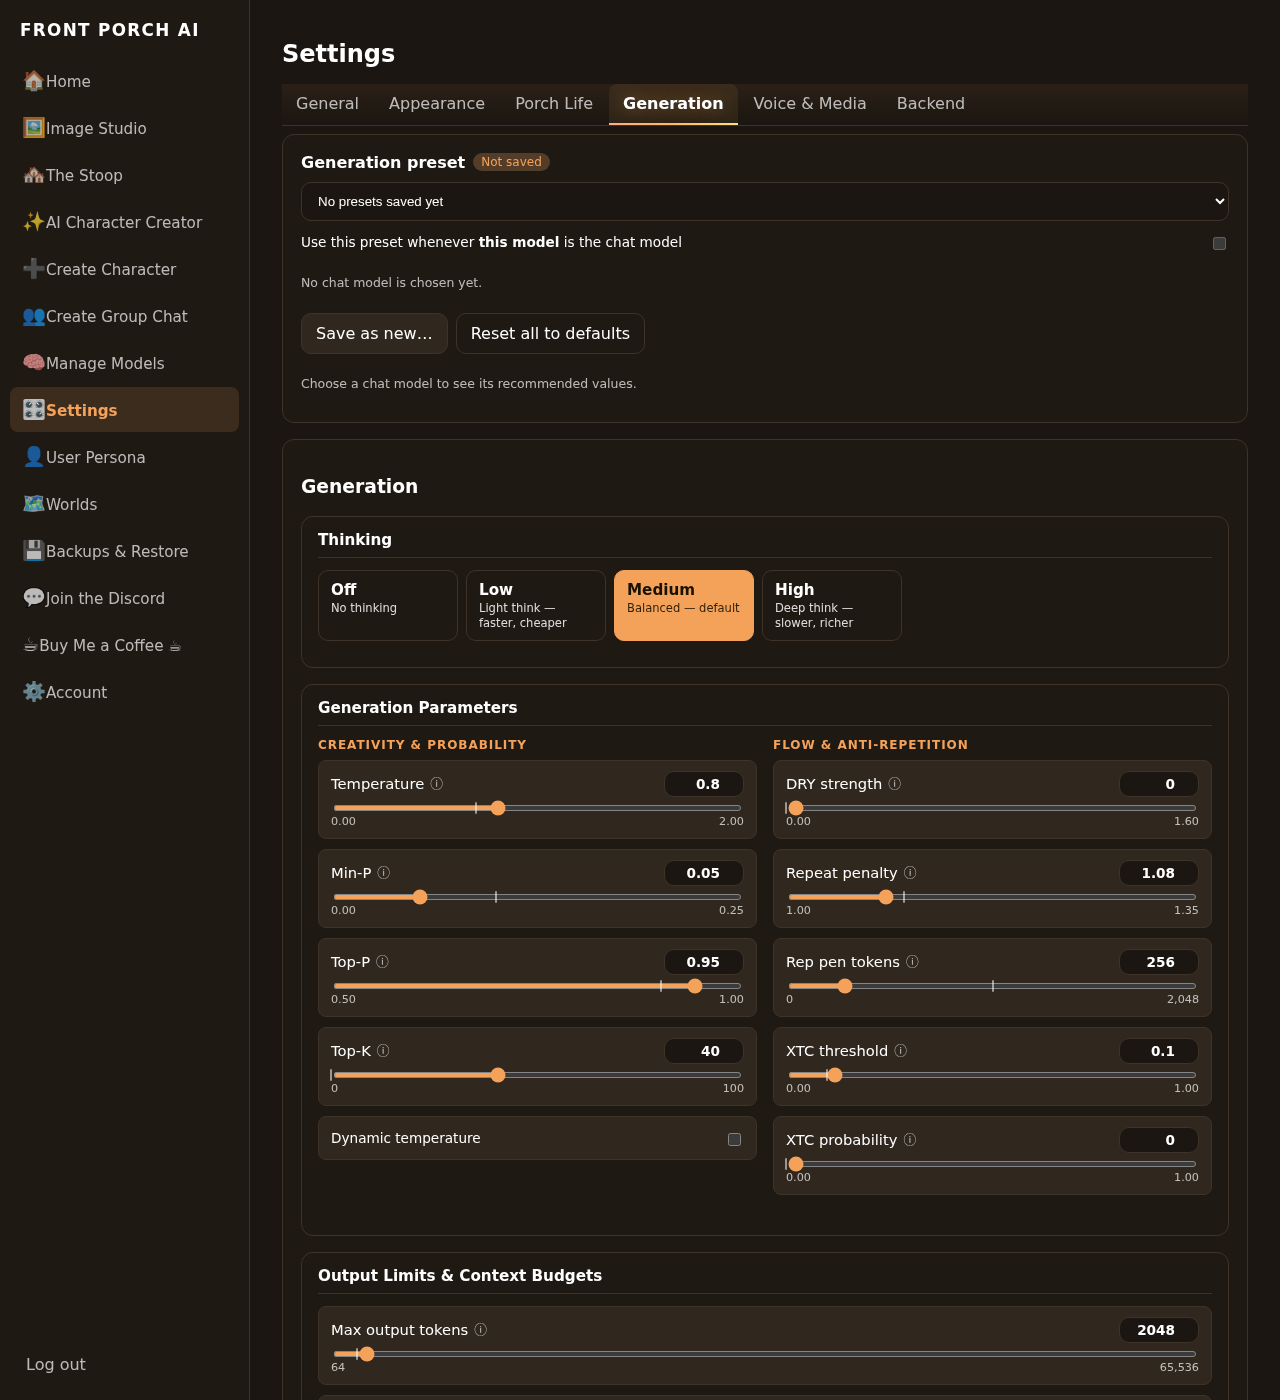 FRONT PORCH AI
Home
Image Studio
The Stoop
AI Character Creator
Create Character
Create Group Chat
Manage Models
Settings
User Persona
Worlds
Backups & Restore
Join the Discord
Buy Me a Coffee ☕
Account
Log out
Settings
General
Appearance
Porch Life
Generation
Voice & Media
Backend
Generation preset Not saved
No presets saved yet
Use this preset whenever this model is the chat model
No chat model is chosen yet.
Save as new…
Reset all to defaults
Choose a chat model to see its recommended values.
Generation
Thinking
Off
No thinking
Low
Light think —
faster, cheaper
Medium
Balanced — default
High
Deep think —
slower, richer
Generation Parameters
CREATIVITY & PROBABILITY
Temperature ⓘ 0.8
0.00 2.00
Min-P ⓘ 0.05
0.00 0.25
Top-P ⓘ 0.95
0.50 1.00
Top-K ⓘ 40
0 100
Dynamic temperature
FLOW & ANTI-REPETITION
DRY strength ⓘ 0
0.00 1.60
Repeat penalty ⓘ 1.08
1.00 1.35
Rep pen tokens ⓘ 256
0 2,048
XTC threshold ⓘ 0.1
0.00 1.00
XTC probability ⓘ 0
0.00 1.00
Output Limits & Context Budgets
Max output tokens ⓘ 2048
64 65,536